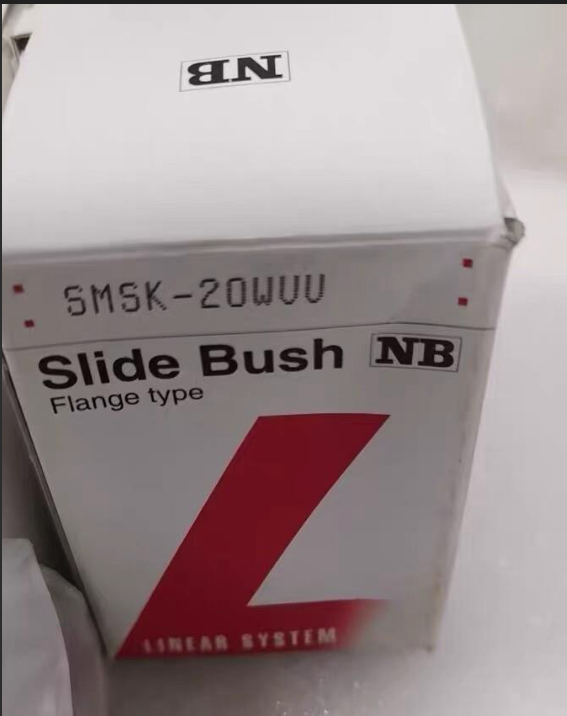 NB
SMSK-20WUU
Slide Bush NB
Flange type
LINEAR SYSTEM